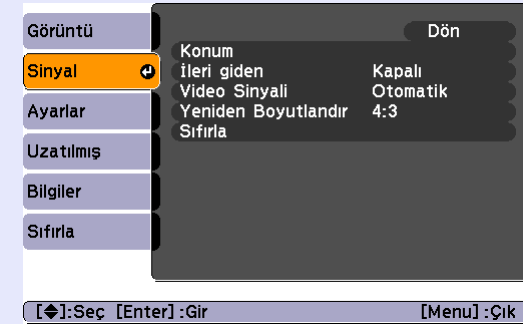 Görüntü
Sinyal
Ayarlar
Uzatılmış
Bilgiler
Sıfırla
Dön
Konum
İleri giden Kapalı
Video Sinyali Otomatik
Yeniden Boyutlandır 4:3
Sıfırla
[◆]:Seç [Enter]:Gir [Menu]:Çık